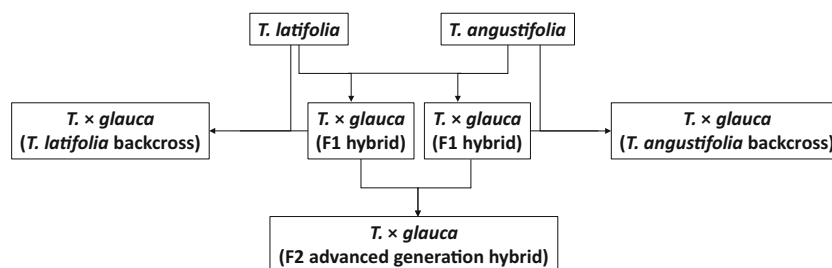 T. latifolia
T. angustifolia
T. × glauca
(T. latifolia backcross)
T. × glauca
(F1 hybrid)
T. × glauca
(F1 hybrid)
T. × glauca
(T. angustifolia backcross)
T. × glauca
(F2 advanced generation hybrid)